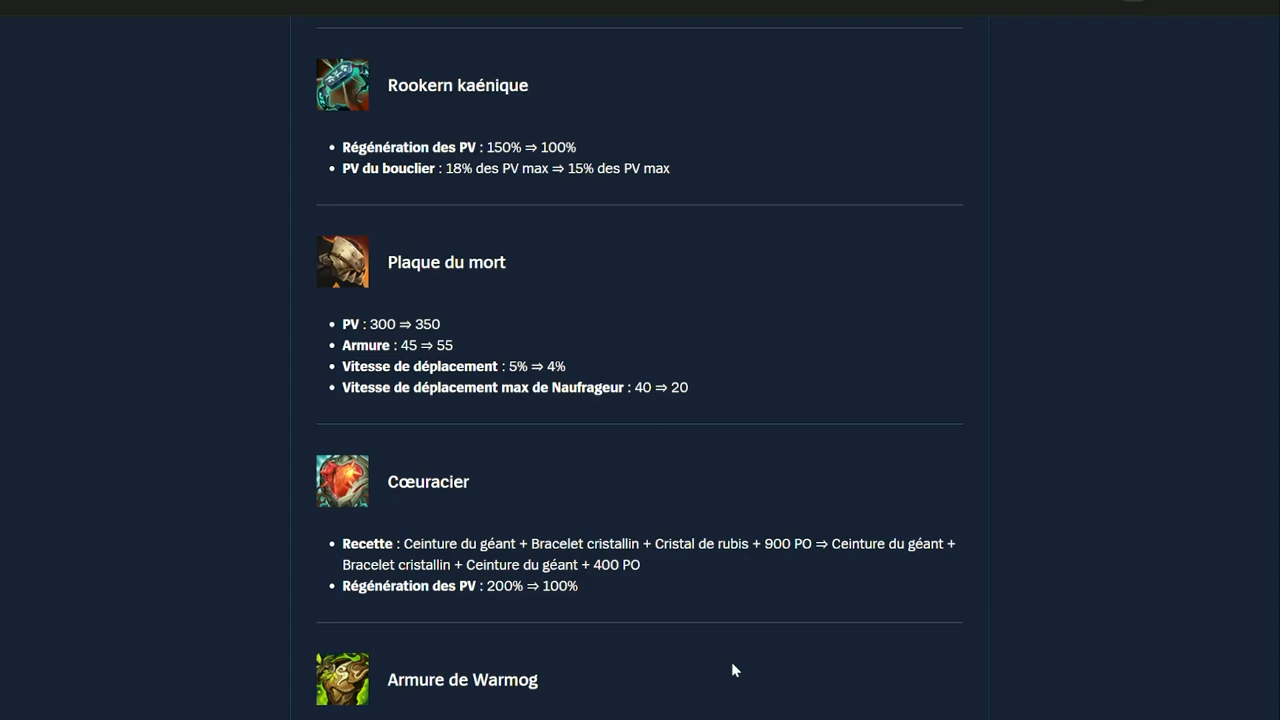 Rookern kaénique
• Régénération des PV : 150% ⇒ 100%
• PV du bouclier : 18% des PV max ⇒ 15% des PV max
Plaque du mort
• PV : 300 ⇒ 350
• Armure : 45 ⇒ 55
• Vitesse de déplacement : 5% ⇒ 4%
• Vitesse de déplacement max de Naufrageur : 40 ⇒ 20
Cœuracier
• Recette : Ceinture du géant + Bracelet cristallin + Cristal de rubis + 900 PO ⇒ Ceinture du géant +
Bracelet cristallin + Ceinture du géant + 400 PO
• Régénération des PV : 200% ⇒ 100%
Armure de Warmog